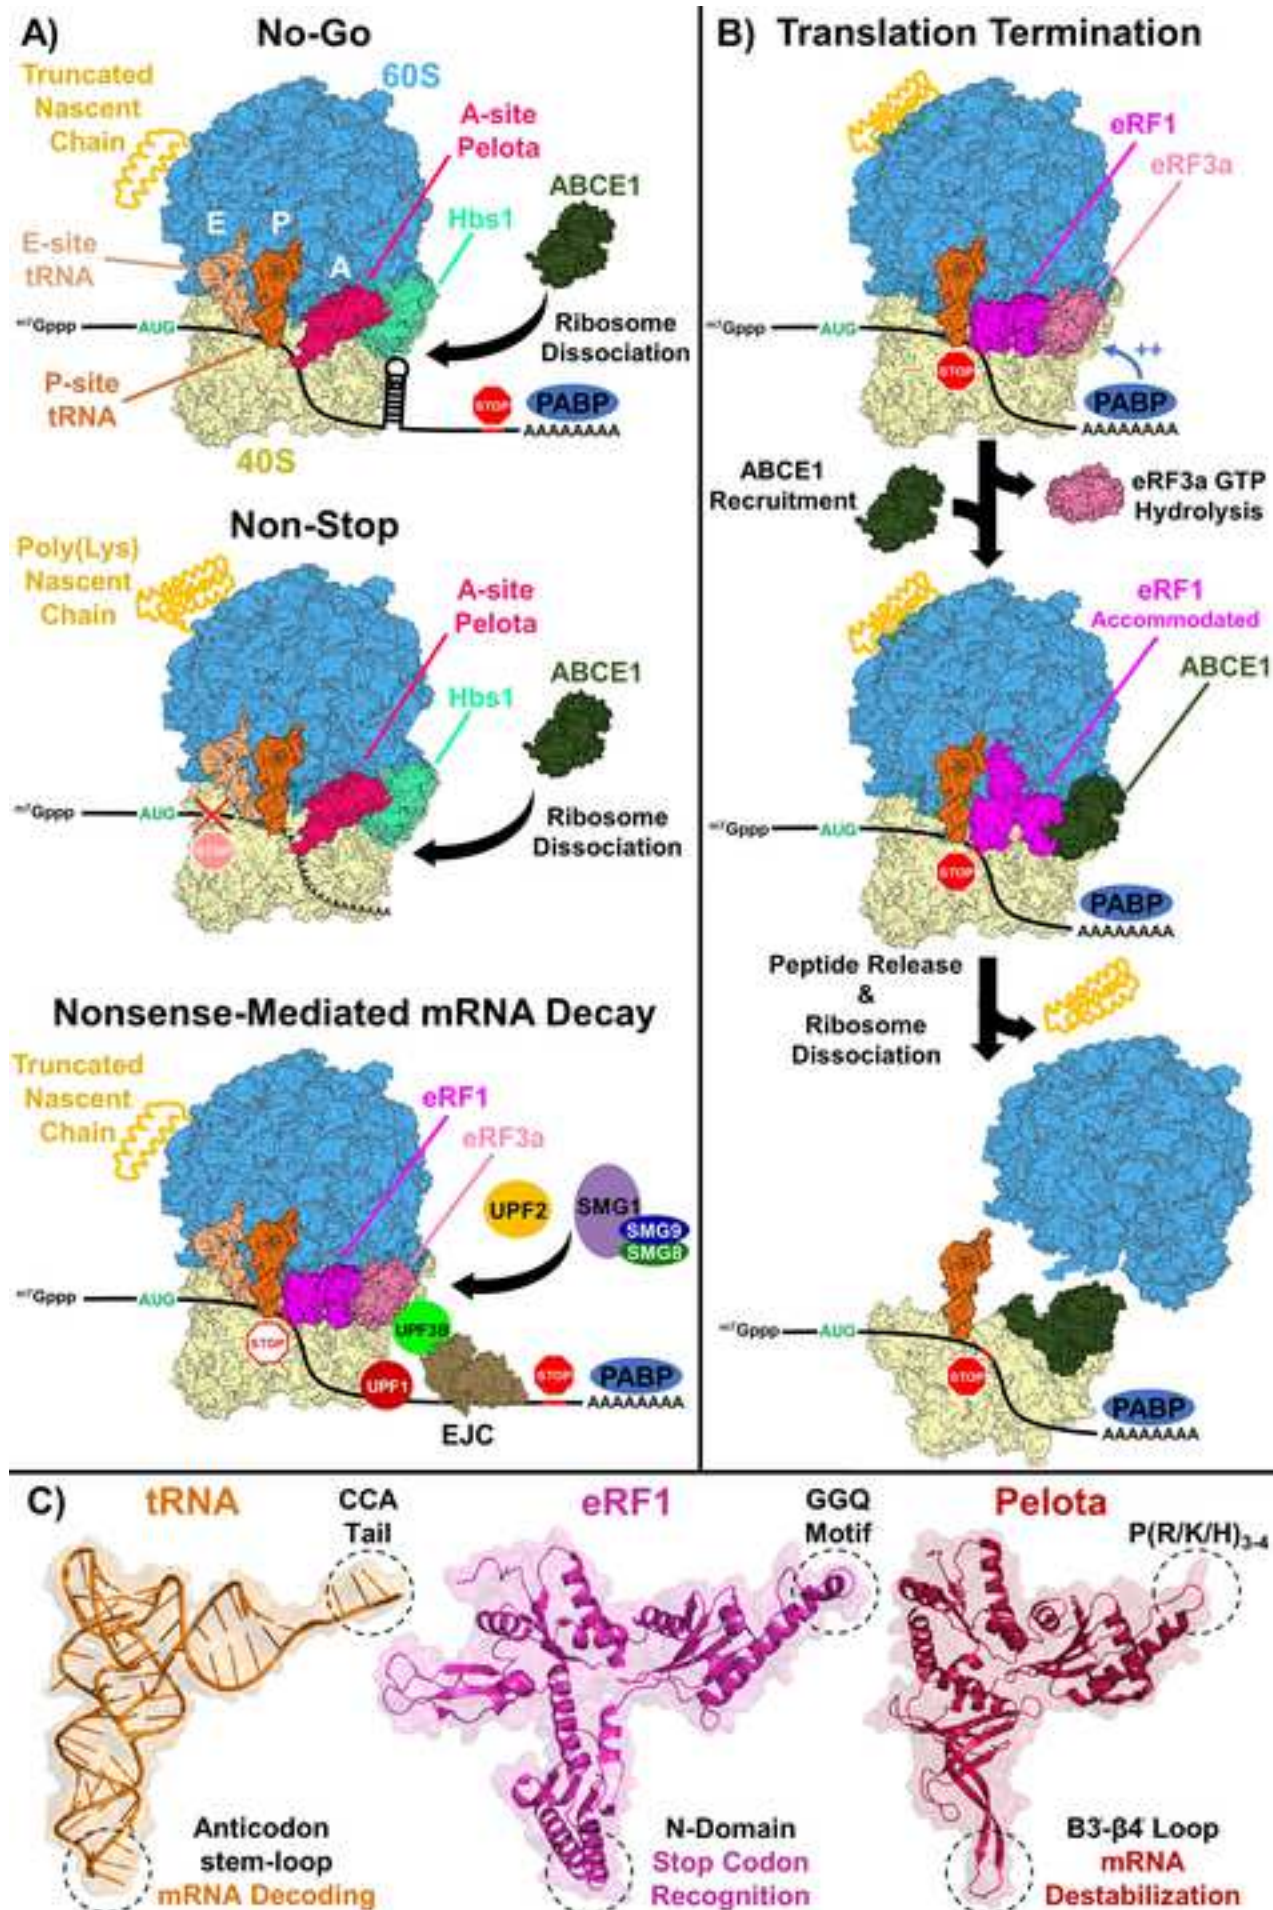 A)
No-Go
Truncated
Nascent
Chain
60S
A-site
Pelota
ABCE1
Hbs1
E
P
A
E-site
tRNA
m7Gppp
AUG
Ribosome
Dissociation
P-site
tRNA
STOP
PABP
AAAAAAAA
40S
Non-Stop
Poly(Lys)
Nascent
Chain
A-site
Pelota
ABCE1
Hbs1
m7Gppp
AUG
Ribosome
Dissociation
Nonsense-Mediated mRNA Decay
Truncated
Nascent
Chain
eRF1
eRF3a
UPF2
SMG1
SMG9
SMG8
m7Gppp
AUG
STOP
UPF3B
UPF1
STOP
PABP
AAAAAAAA
EJC
B)
Translation Termination
eRF1
eRF3a
m7Gppp
AUG
++
STOP
PABP
AAAAAAAA
ABCE1
Recruitment
eRF3a GTP
Hydrolysis
eRF1
Accommodated
ABCE1
m7Gppp
AUG
STOP
PABP
AAAAAAAA
Peptide Release
&
Ribosome
Dissociation
m7Gppp
AUG
STOP
PABP
AAAAAAAA
C)
tRNA
CCA
Tail
Anticodon
stem-loop
mRNA Decoding
eRF1
GGQ
Motif
N-Domain
Stop Codon
Recognition
Pelota
P(R/K/H)3-4
B3-β4 Loop
mRNA
Destabilization